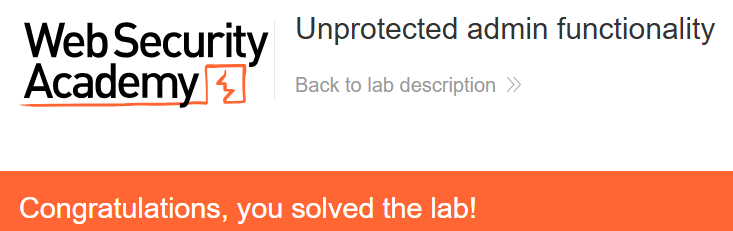 Web Security
Academy
Unprotected admin functionality
Back to lab description
Congratulations, you solved the lab!